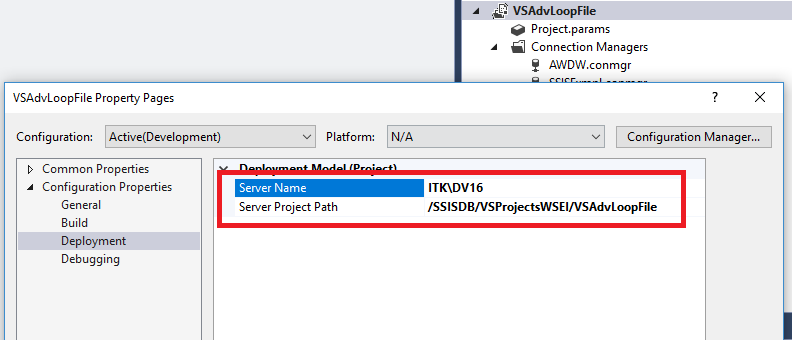 VSAdvLoopFile
Project.params
Connection Managers
AWDW.conmgr
VSAdvLoopFile Property Pages
?
Configuration: Active(Development) Platform: N/A Configuration Manager...
Common Properties
Configuration Properties
General
Build
Deployment
Debugging
Deployment Model (Project)
Server Name ITK\DV16
Server Project Path /SSISDB/VSProjectsWSEI/VSAdvLoopFile